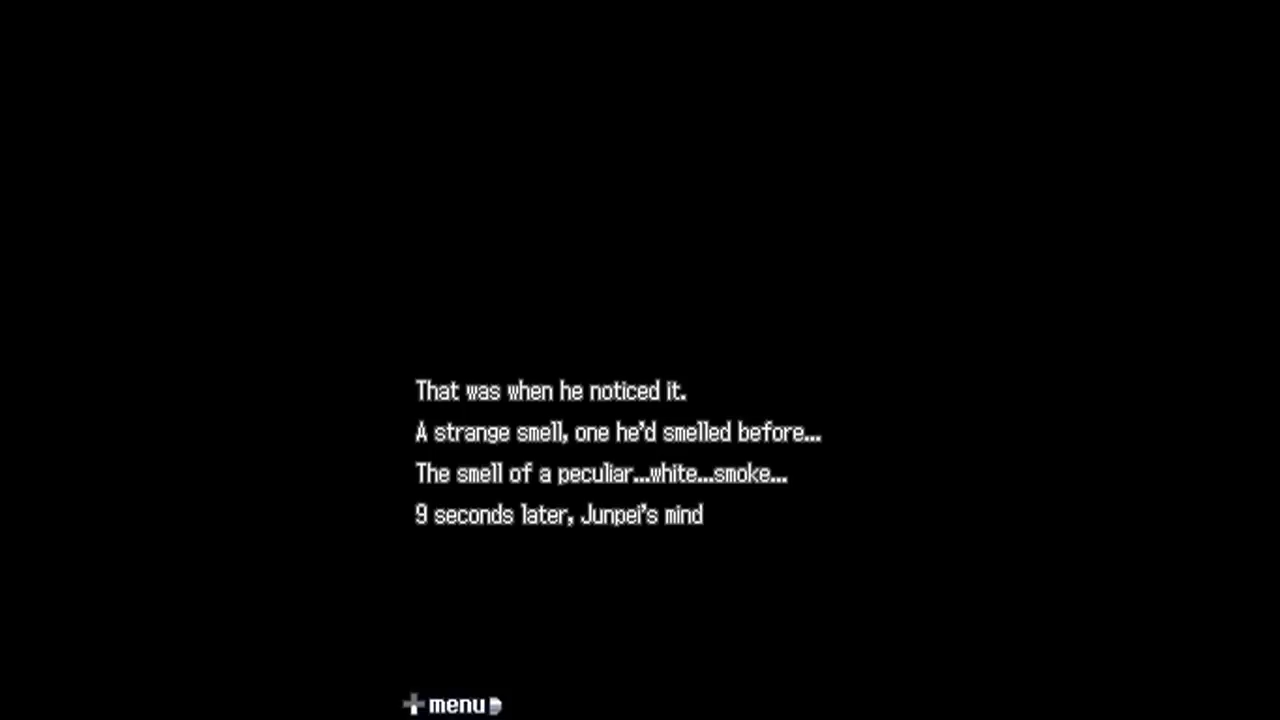 That was when he noticed it.
A strange smell, one he'd smelled before...
The smell of a peculiar...white...smoke...
9 seconds later, Junpei's mind
menu